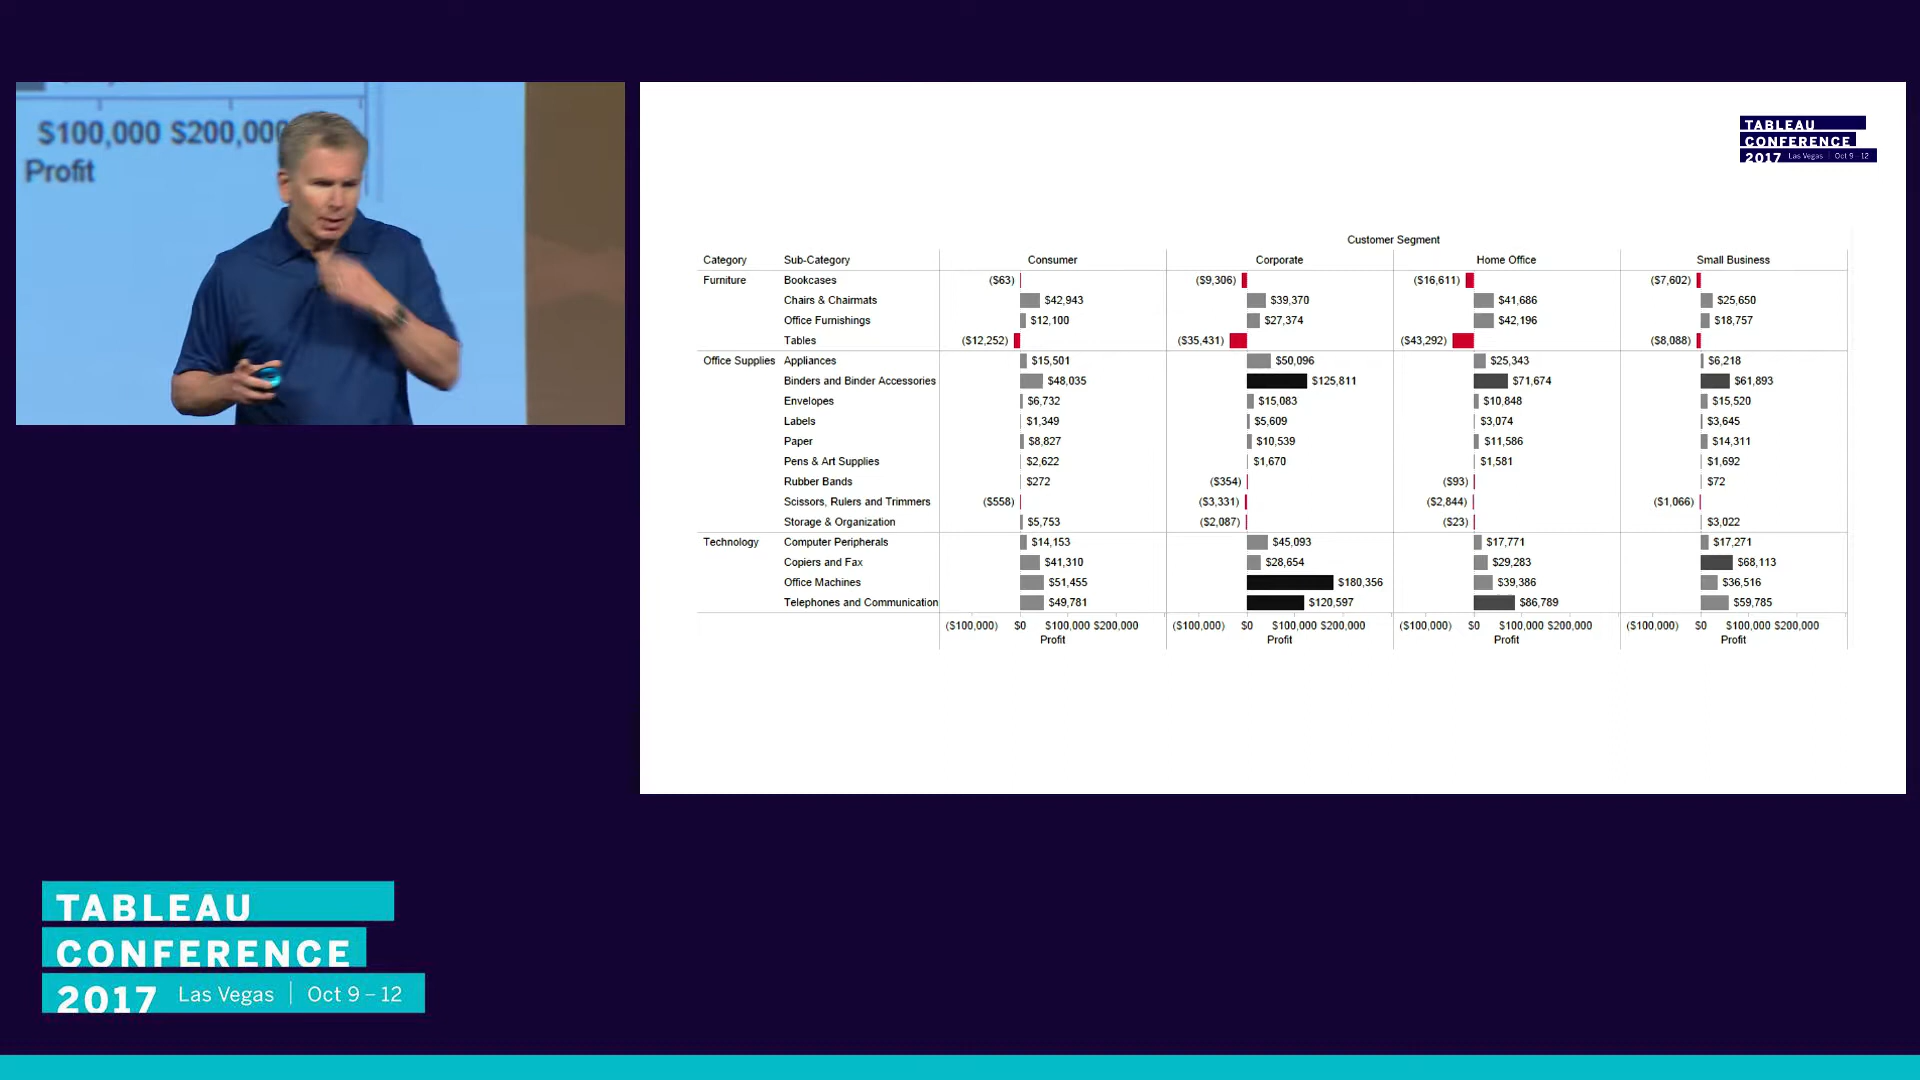 $100,000 $200,000
Profit
TABLEAU
CONFERENCE
2017 Las Vegas | Oct 9 - 12
Customer Segment
Category Sub-Category Consumer Corporate Home Office Small Business
Furniture Bookcases ($63) ($9,306) ($16,611) ($7,602)
Chairs & Chairmats $42,943 $39,370 $41,686 $25,650
Office Furnishings $12,100 $27,374 $42,196 $18,757
Tables ($12,252) ($35,431) ($43,292) ($8,088)
Office Supplies Appliances $15,501 $50,096 $25,343 $6,218
Binders and Binder Accessories $48,035 $125,811 $71,674 $61,893
Envelopes $6,732 $15,083 $10,848 $15,520
Labels $1,349 $5,609 $3,074 $3,645
Paper $8,827 $10,539 $11,586 $14,311
Pens & Art Supplies $2,622 $1,670 $1,581 $1,692
Rubber Bands $272 ($354) ($93) $72
Scissors, Rulers and Trimmers ($558) ($3,331) ($2,844) ($1,066)
Storage & Organization $5,753 ($2,087) ($23) $3,022
Technology Computer Peripherals $14,153 $45,093 $17,771 $17,271
Copiers and Fax $41,310 $28,654 $29,283 $68,113
Office Machines $51,455 $180,356 $39,386 $36,516
Telephones and Communication $49,781 $120,597 $86,789 $59,785
($100,000) $0 $100,000 $200,000 ($100,000) $0 $100,000 $200,000 ($100,000) $0 $100,000 $200,000 ($100,000) $0 $100,000 $200,000
Profit Profit Profit Profit
TABLEAU
CONFERENCE
2017 Las Vegas | Oct 9 – 12